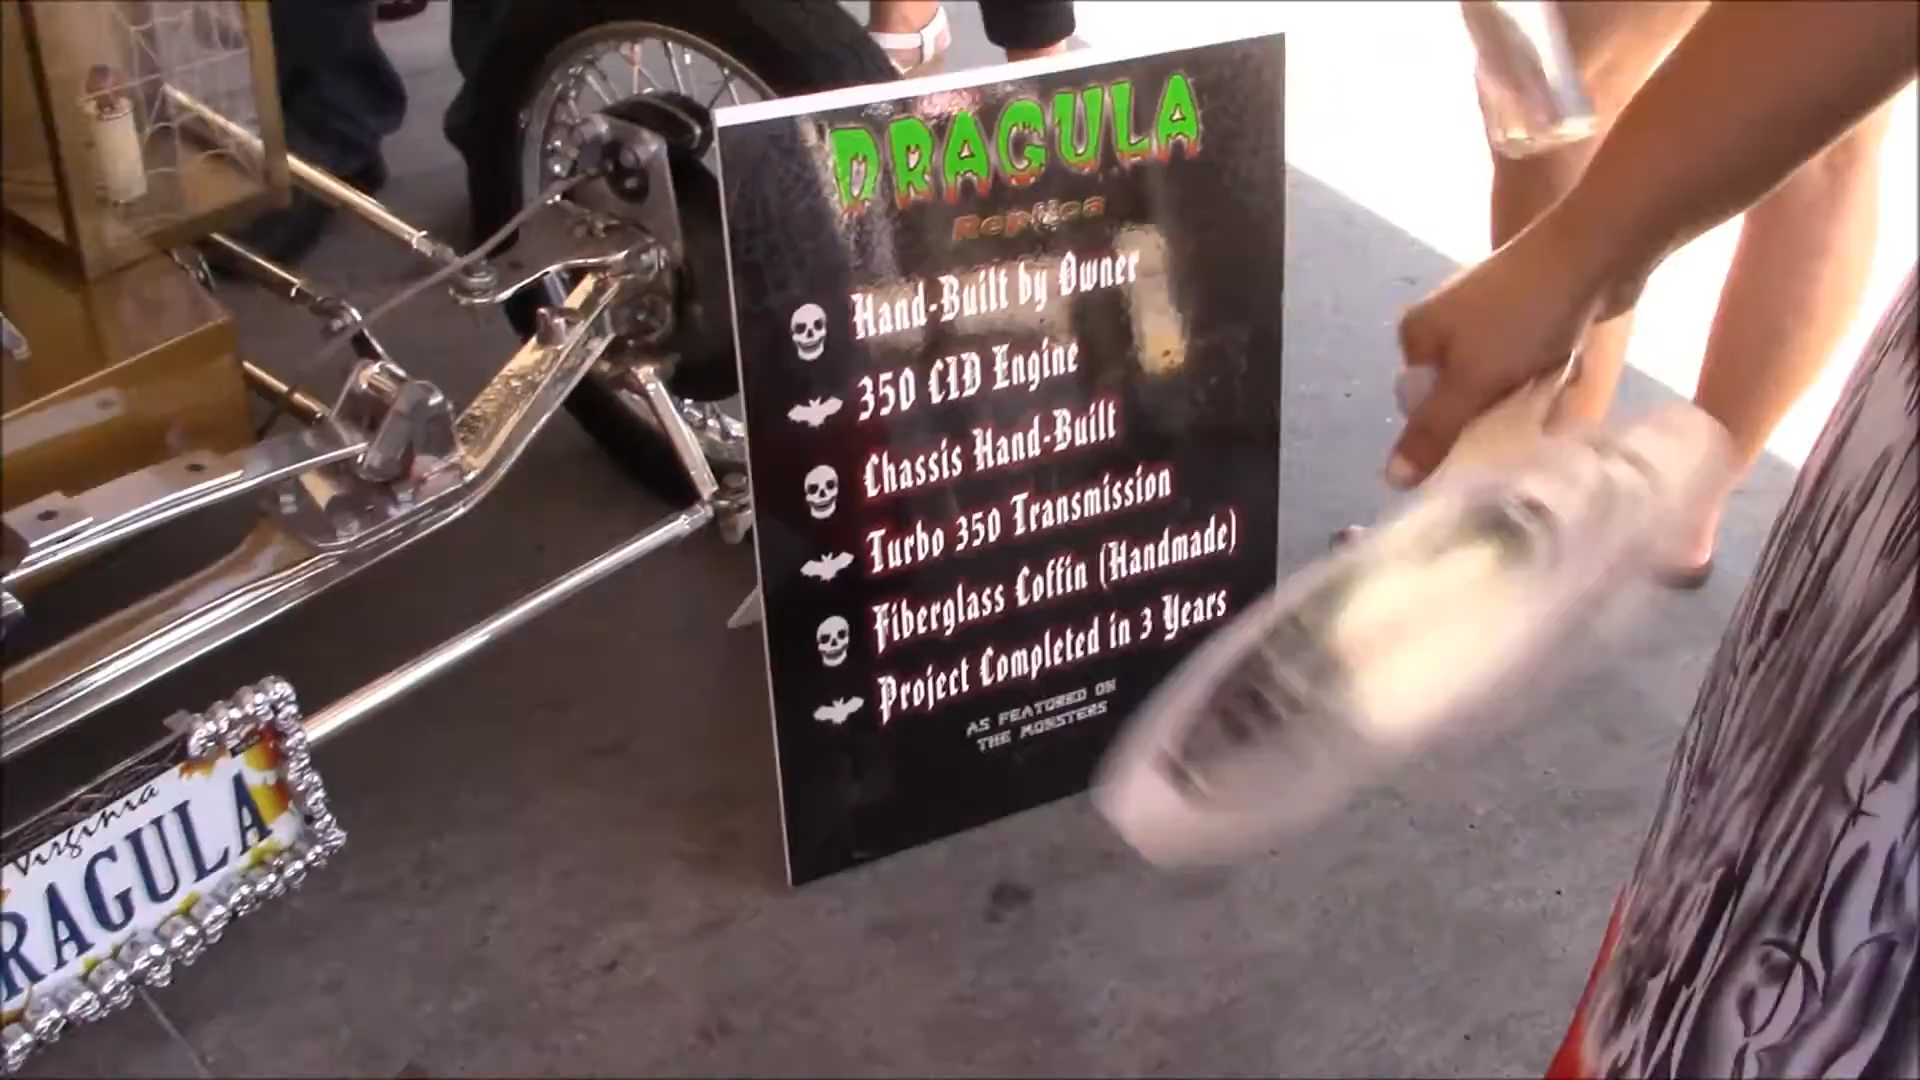 DRAGULA
Replica
Hand-Built by Owner
350 CID Engine
Chassis Hand-Built
Turbo 350 Transmission
Fiberglass Coffin (Handmade)
Project Completed in 3 Years
AS FEATURED ON
THE MONSTERS
Virginia
RAGULA